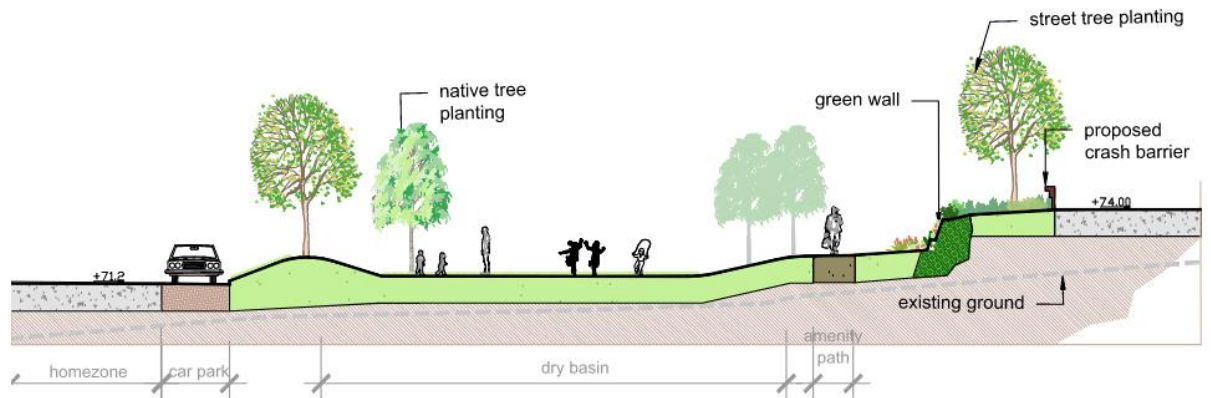 street tree planting
native tree
planting
green wall
proposed
crash barrier
+74.00
+71.2
existing ground
amenity
path
homezone
car park
dry basin